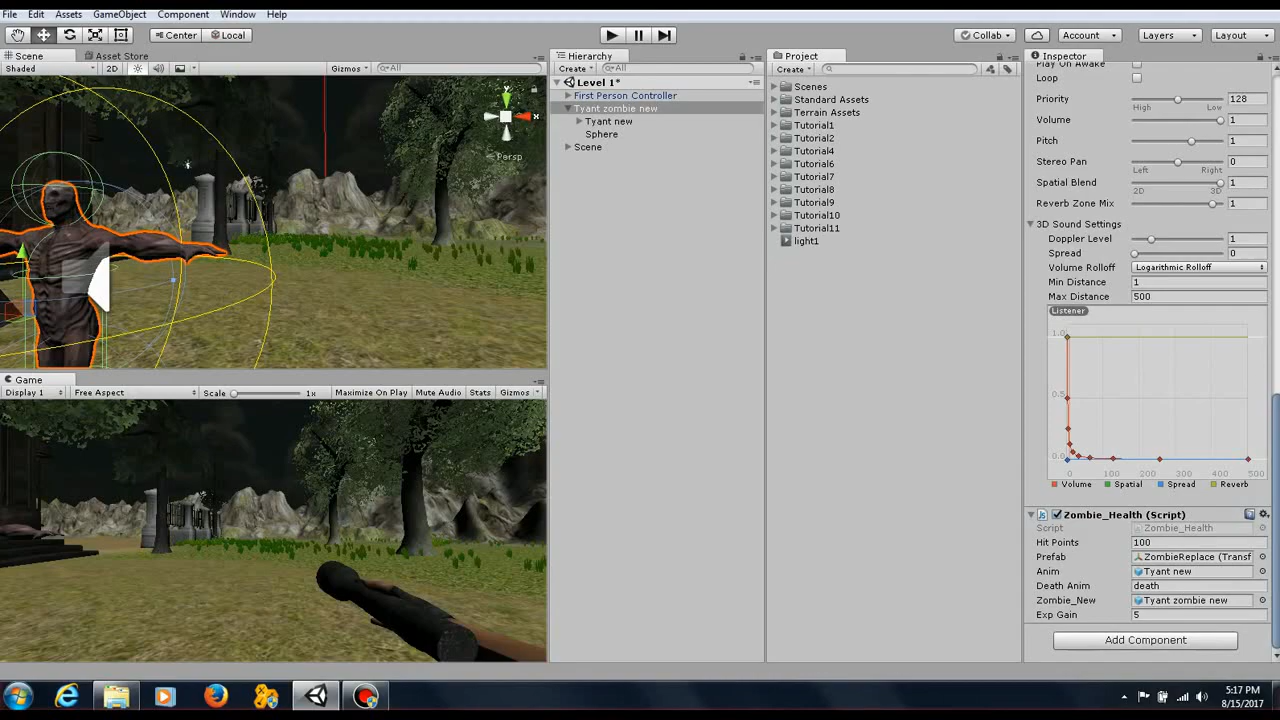 File Edit Assets GameObject Component Window Help
Center Local Collab Account Layers Layout
Scene Asset Store
Shaded 2D Gizmos All
Y
x
Persp
Game
Display 1 Free Aspect Scale 1x Maximize On Play Mute Audio Stats Gizmos
Hierarchy
Create All
Level 1*
First Person Controller
Tyant zombie new
Tyant new
Sphere
Scene
Project
Create
Scenes
Standard Assets
Terrain Assets
Tutorial1
Tutorial2
Tutorial4
Tutorial6
Tutorial7
Tutorial8
Tutorial9
Tutorial10
Tutorial11
light1
Inspector
Play On Awake
Loop
Priority 128
High Low
Volume 1
Pitch 1
Stereo Pan 0
Left Right
Spatial Blend 1
2D 3D
Reverb Zone Mix 1
3D Sound Settings
Doppler Level 1
Spread 0
Volume Rolloff Logarithmic Rolloff
Min Distance 1
Max Distance 500
Listener
1.0
0.5
0.0
0 100 200 300 400 500
Volume Spatial Spread Reverb
Zombie_Health (Script)
Script Zombie_Health
Hit Points 100
Prefab ZombieReplace (Transf
Anim Tyant new
Death Anim death
Zombie_New Tyant zombie new
Exp Gain 5
Add Component
5:17 PM
8/15/2017